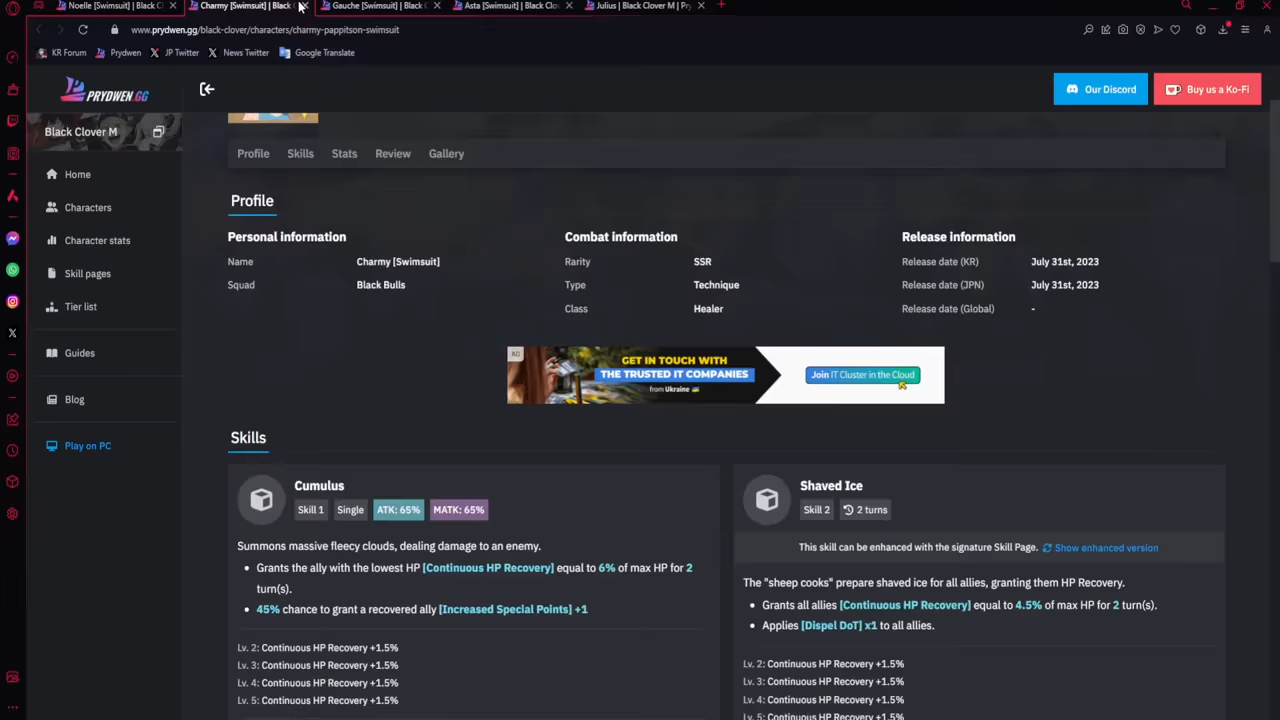 Noelle [Swimsuit] | Black C
Charmy [Swimsuit] | Black
Gauche [Swimsuit] | Black C
Asta [Swimsuit] | Black Clov
Julius | Black Clover M | Pry
www.prydwen.gg/black-clover/characters/charmy-pappitson-swimsuit
KR Forum
Prydwen
JP Twitter
News Twitter
Google Translate
PRYDWEN.GG
Our Discord
Buy us a Ko-Fi
Black Clover M
Home
Characters
Character stats
Skill pages
Tier list
Guides
Blog
Play on PC
Profile Skills Stats Review Gallery
Profile
Personal information
Name Charmy [Swimsuit]
Squad Black Bulls
Combat information
Rarity SSR
Type Technique
Class Healer
Release information
Release date (KR) July 31st, 2023
Release date (JPN) July 31st, 2023
Release date (Global) -
AD
GET IN TOUCH WITH
THE TRUSTED IT COMPANIES
from Ukraine
Join IT Cluster in the Cloud
Skills
Cumulus
Skill 1 Single ATK: 65% MATK: 65%
Summons massive fleecy clouds, dealing damage to an enemy.
• Grants the ally with the lowest HP [Continuous HP Recovery] equal to 6% of max HP for 2
turn(s).
• 45% chance to grant a recovered ally [Increased Special Points] +1
Lv. 2: Continuous HP Recovery +1.5%
Lv. 3: Continuous HP Recovery +1.5%
Lv. 4: Continuous HP Recovery +1.5%
Lv. 5: Continuous HP Recovery +1.5%
Shaved Ice
Skill 2 2 turns
This skill can be enhanced with the signature Skill Page. Show enhanced version
The "sheep cooks" prepare shaved ice for all allies, granting them HP Recovery.
• Grants all allies [Continuous HP Recovery] equal to 4.5% of max HP for 2 turn(s).
• Applies [Dispel DoT] x1 to all allies.
Lv. 2: Continuous HP Recovery +1.5%
Lv. 3: Continuous HP Recovery +1.5%
Lv. 4: Continuous HP Recovery +1.5%
Lv. 5: Continuous HP Recovery +1.5%